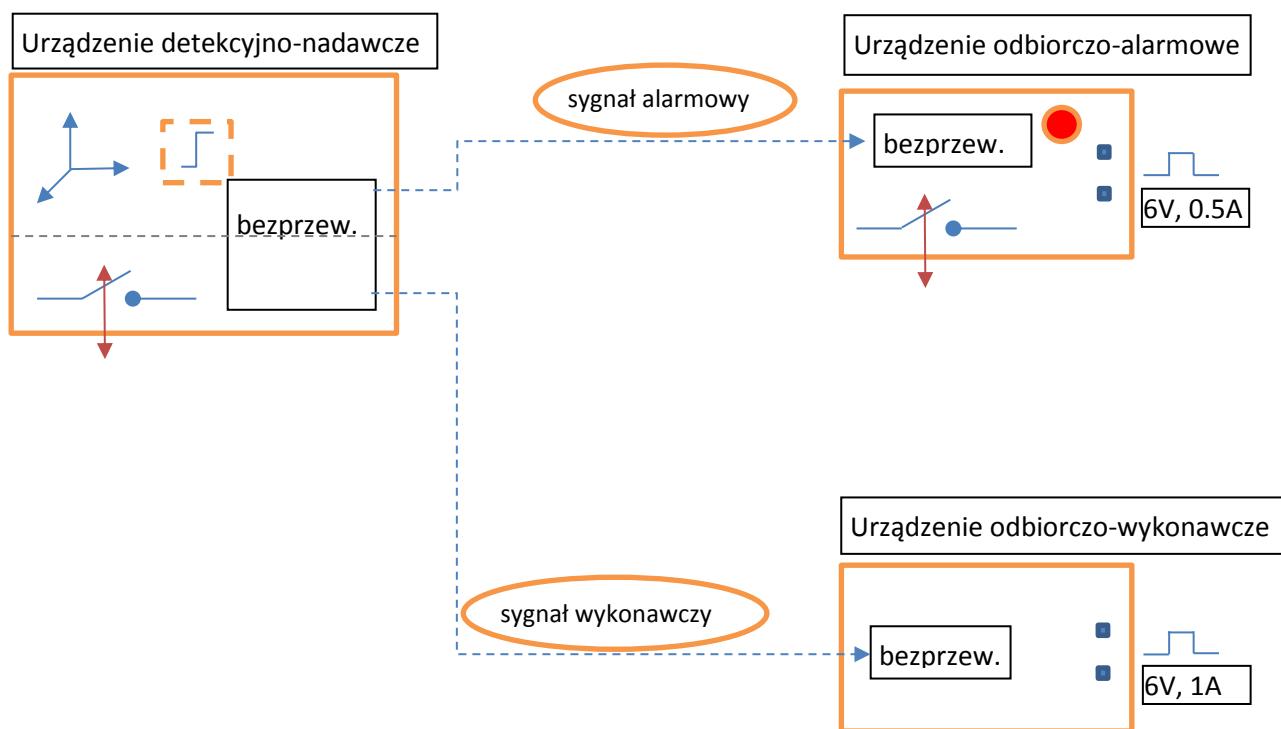 Urządzenie detekcyjno-nadawcze
Urządzenie odbiorczo-alarmowe
sygnał alarmowy
bezprzew.
bezprzew.
6V, 0.5A
Urządzenie odbiorczo-wykonawcze
sygnał wykonawczy
bezprzew.
6V, 1A